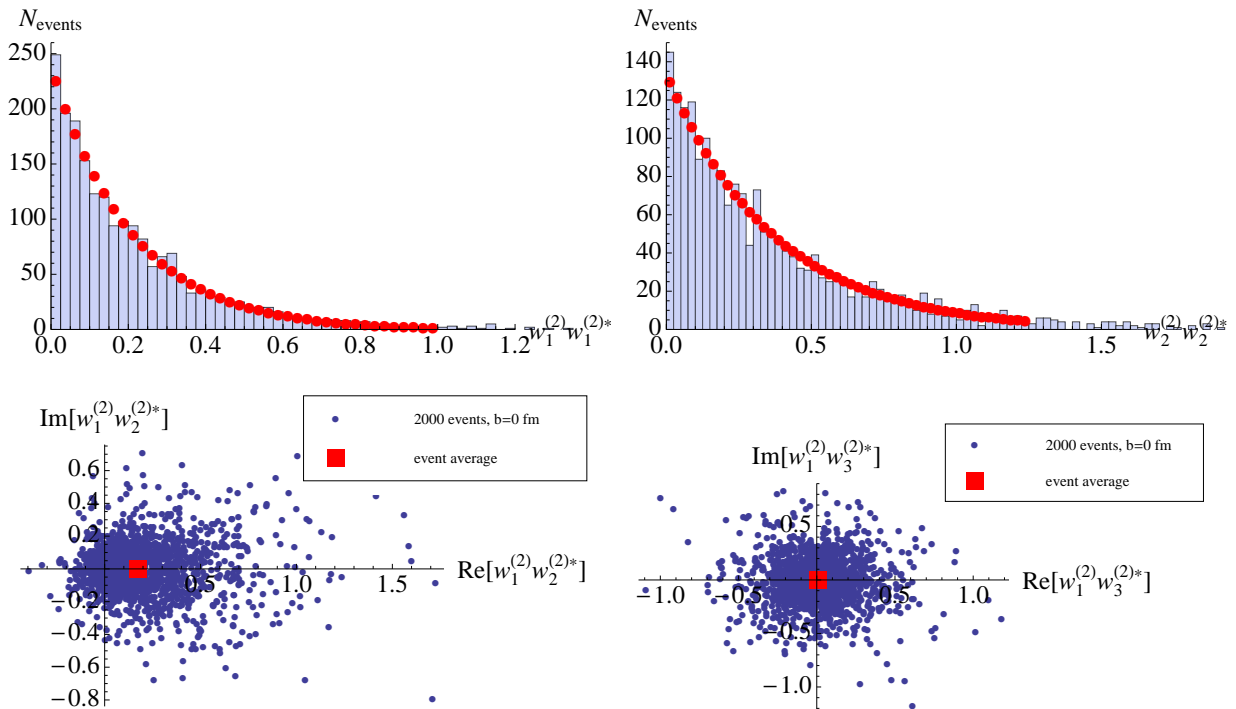 N_events
250
200
150
100
50
0
0.0 0.2 0.4 0.6 0.8 1.0 1.2
w_1^(2) w_1^(2)*
N_events
140
120
100
80
60
40
20
0
0.0 0.5 1.0 1.5
w_2^(2) w_2^(2)*
Im[w_1^(2) w_2^(2)*]
2000 events, b=0 fm
event average
0.6
0.4
0.2
0.5 1.0 1.5
Re[w_1^(2) w_2^(2)*]
−0.2
−0.4
−0.6
−0.8
Im[w_1^(2) w_3^(2)*]
2000 events, b=0 fm
event average
0.5
−1.0 −0.5 0.5 1.0
Re[w_1^(2) w_3^(2)*]
−0.5
−1.0